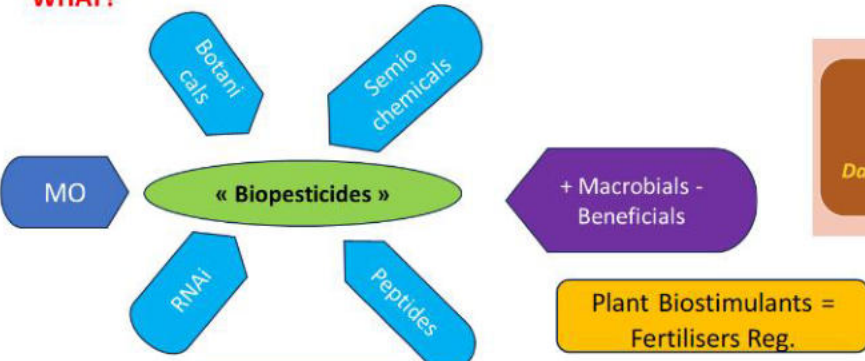 WHAT?
Botani
cals
Semio
chemicals
MO
« Biopesticides »
+ Macrobials -
Beneficials
RNAi
Peptides
Plant Biostimulants =
Fertilisers Reg.